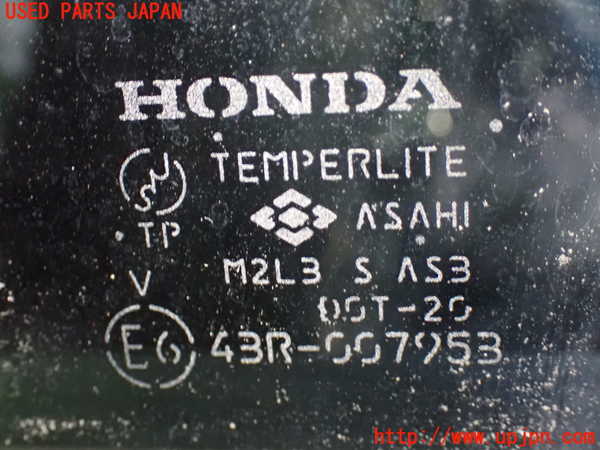 USED PARTS JAPAN
HONDA
TEMPERLITE
ASAHI
TP
M2L3 S AS3
V
DOT-20
E6 43R-007953
http://www.upjpn.com/